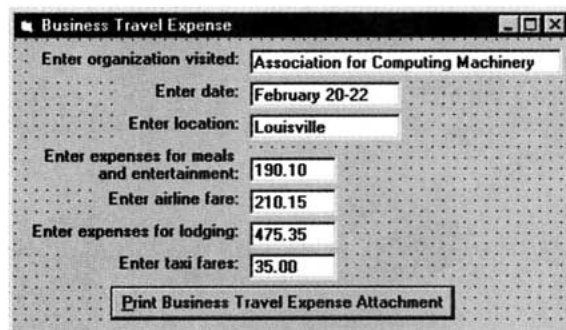 Business Travel Expense
Enter organization visited: Association for Computing Machinery
Enter date: February 20-22
Enter location: Louisville
Enter expenses for meals
and entertainment: 190.10
Enter airline fare: 210.15
Enter expenses for lodging: 475.35
Enter taxi fares: 35.00
Print Business Travel Expense Attachment